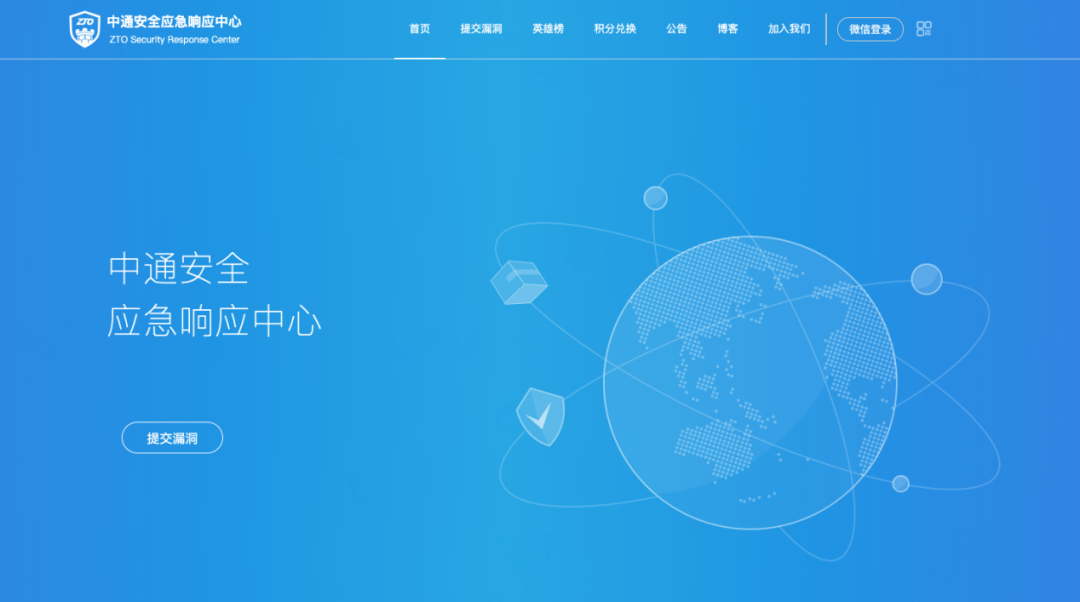 ZTO
中通安全应急响应中心
ZTO Security Response Center
首页 提交漏洞 英雄榜 积分兑换 公告 博客 加入我们 微信登录
中通安全
应急响应中心
提交漏洞